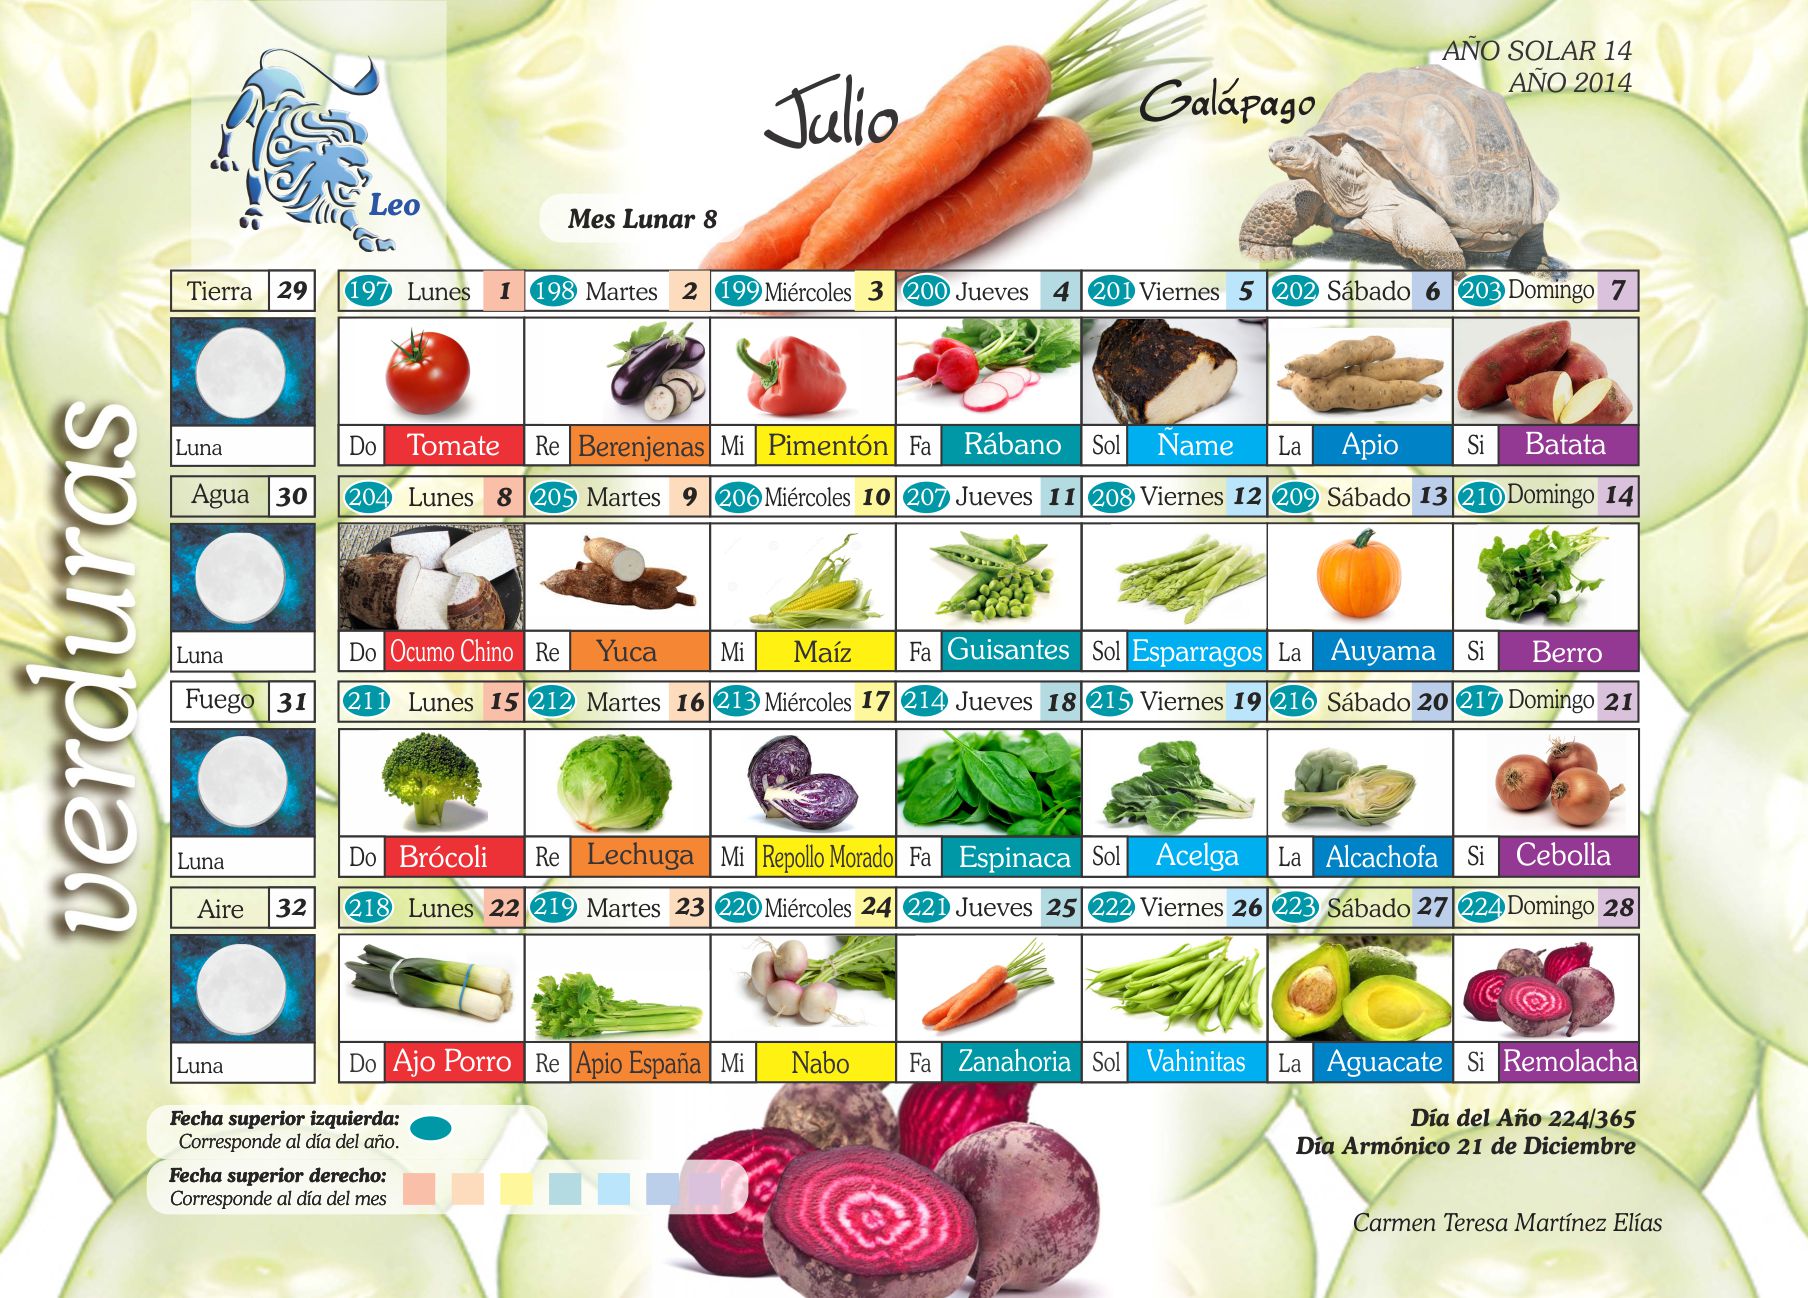 AÑO SOLAR 14
AÑO 2014
Julio
Galápago
Leo
Mes Lunar 8
verduras
Tierra 29 197 Lunes 1 198 Martes 2 199 Miércoles 3 200 Jueves 4 201 Viernes 5 202 Sábado 6 203 Domingo 7
Luna Do Tomate Re Berenjenas Mi Pimentón Fa Rábano Sol Ñame La Apio Si Batata
Agua 30 204 Lunes 8 205 Martes 9 206 Miércoles 10 207 Jueves 11 208 Viernes 12 209 Sábado 13 210 Domingo 14
Luna Do Ocumo Chino Re Yuca Mi Maíz Fa Guisantes Sol Esparragos La Auyama Si Berro
Fuego 31 211 Lunes 15 212 Martes 16 213 Miércoles 17 214 Jueves 18 215 Viernes 19 216 Sábado 20 217 Domingo 21
Luna Do Brócoli Re Lechuga Mi Repollo Morado Fa Espinaca Sol Acelga La Alcachofa Si Cebolla
Aire 32 218 Lunes 22 219 Martes 23 220 Miércoles 24 221 Jueves 25 222 Viernes 26 223 Sábado 27 224 Domingo 28
Luna Do Ajo Porro Re Apio España Mi Nabo Fa Zanahoria Sol Vahinitas La Aguacate Si Remolacha
Fecha superior izquierda:
Corresponde al día del año.
Fecha superior derecho:
Corresponde al día del mes
Día del Año 224/365
Día Armónico 21 de Diciembre
Carmen Teresa Martínez Elías